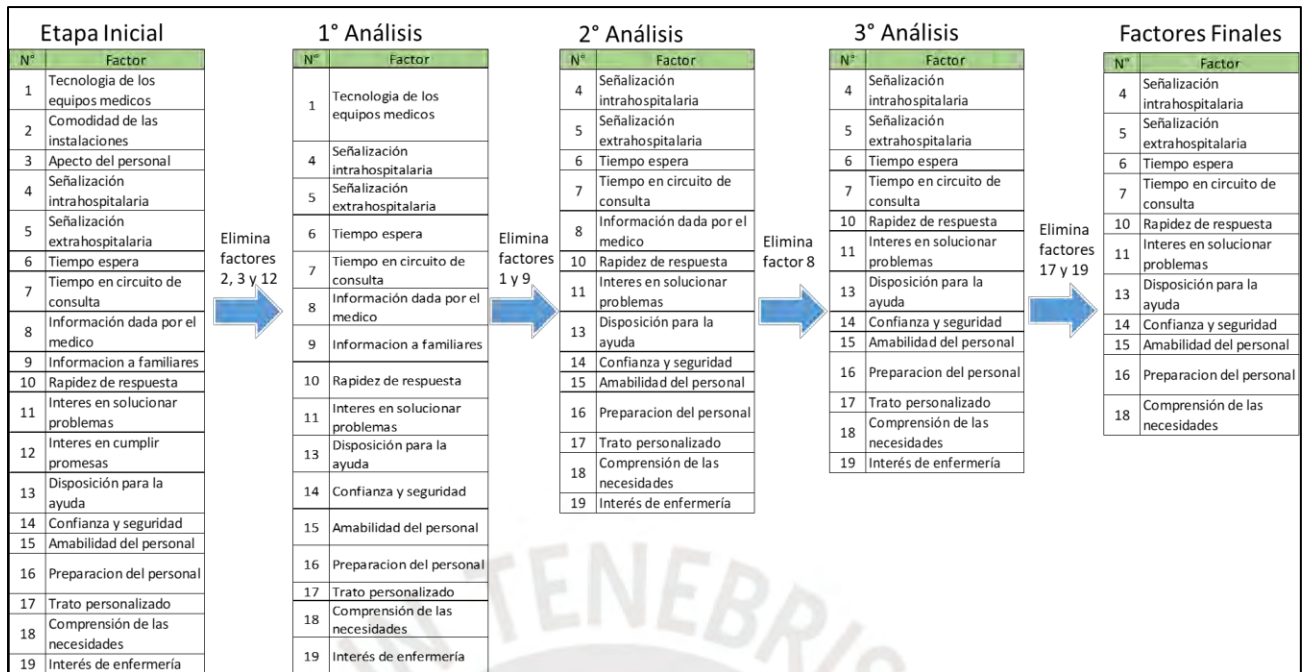 Etapa Inicial
N° Factor
1 Tecnologia de los
equipos medicos
2 Comodidad de las
instalaciones
3 Apecto del personal
4 Señalización
intrahospitalaria
5 Señalización
extrahospitalaria
6 Tiempo espera
7 Tiempo en circuito de
consulta
8 Información dada por el
medico
9 Informacion a familiares
10 Rapidez de respuesta
11 Interes en solucionar
problemas
12 Interes en cumplir
promesas
13 Disposición para la
ayuda
14 Confianza y seguridad
15 Amabilidad del personal
16 Preparacion del personal
17 Trato personalizado
18 Comprensión de las
necesidades
19 Interés de enfermería
Elimina
factores
2, 3 y 12
1° Análisis
N° Factor
1 Tecnologia de los
equipos medicos
4 Señalización
intrahospitalaria
5 Señalización
extrahospitalaria
6 Tiempo espera
7 Tiempo en circuito de
consulta
8 Información dada por el
medico
9 Informacion a familiares
10 Rapidez de respuesta
11 Interes en solucionar
problemas
13 Disposición para la
ayuda
14 Confianza y seguridad
15 Amabilidad del personal
16 Preparacion del personal
17 Trato personalizado
18 Comprensión de las
necesidades
19 Interés de enfermería
Elimina
factores
1 y 9
2° Análisis
N° Factor
4 Señalización
intrahospitalaria
5 Señalización
extrahospitalaria
6 Tiempo espera
7 Tiempo en circuito de
consulta
8 Información dada por el
medico
10 Rapidez de respuesta
11 Interes en solucionar
problemas
13 Disposición para la
ayuda
14 Confianza y seguridad
15 Amabilidad del personal
16 Preparacion del personal
17 Trato personalizado
18 Comprensión de las
necesidades
19 Interés de enfermería
Elimina
factor 8
3° Análisis
N° Factor
4 Señalización
intrahospitalaria
5 Señalización
extrahospitalaria
6 Tiempo espera
7 Tiempo en circuito de
consulta
10 Rapidez de respuesta
11 Interes en solucionar
problemas
13 Disposición para la
ayuda
14 Confianza y seguridad
15 Amabilidad del personal
16 Preparacion del personal
17 Trato personalizado
18 Comprensión de las
necesidades
19 Interés de enfermería
Elimina
factores
17 y 19
Factores Finales
N° Factor
4 Señalización
intrahospitalaria
5 Señalización
extrahospitalaria
6 Tiempo espera
7 Tiempo en circuito de
consulta
10 Rapidez de respuesta
11 Interes en solucionar
problemas
13 Disposición para la
ayuda
14 Confianza y seguridad
15 Amabilidad del personal
16 Preparacion del personal
18 Comprensión de las
necesidades
IN TENEBRIS